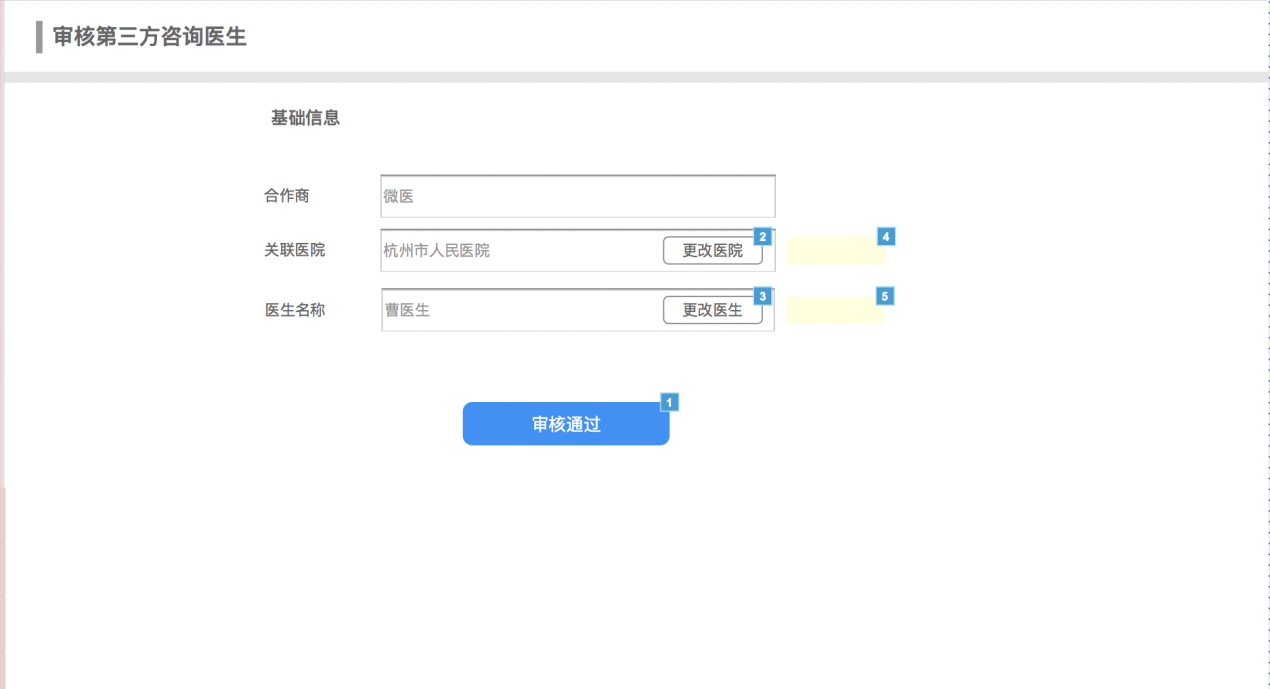 审核第三方咨询医生
基础信息
合作商 微医
关联医院 杭州市人民医院 更改医院 2 4
医生名称 曹医生 更改医生 3 5
1
审核通过